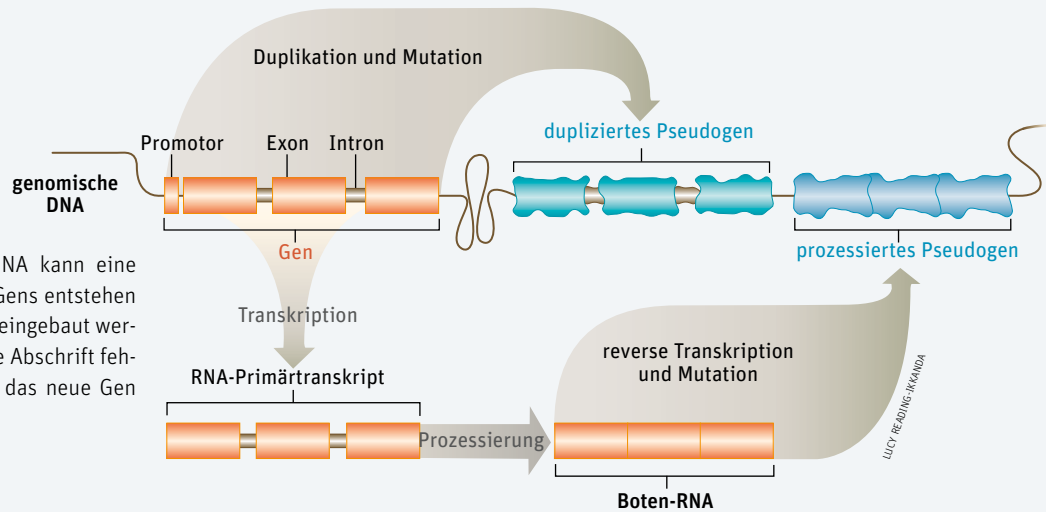 Duplikation und Mutation
dupliziertes Pseudogen
Promotor
Exon
Intron
genomische
DNA
Gen
prozessiertes Pseudogen
NA kann eine
Gens entstehen
eingebaut wer-
e Abschrift feh-
das neue Gen
Transkription
RNA-Primärtranskript
reverse Transkription
und Mutation
Prozessierung
Boten-RNA
LUCY READING-IKKANDA